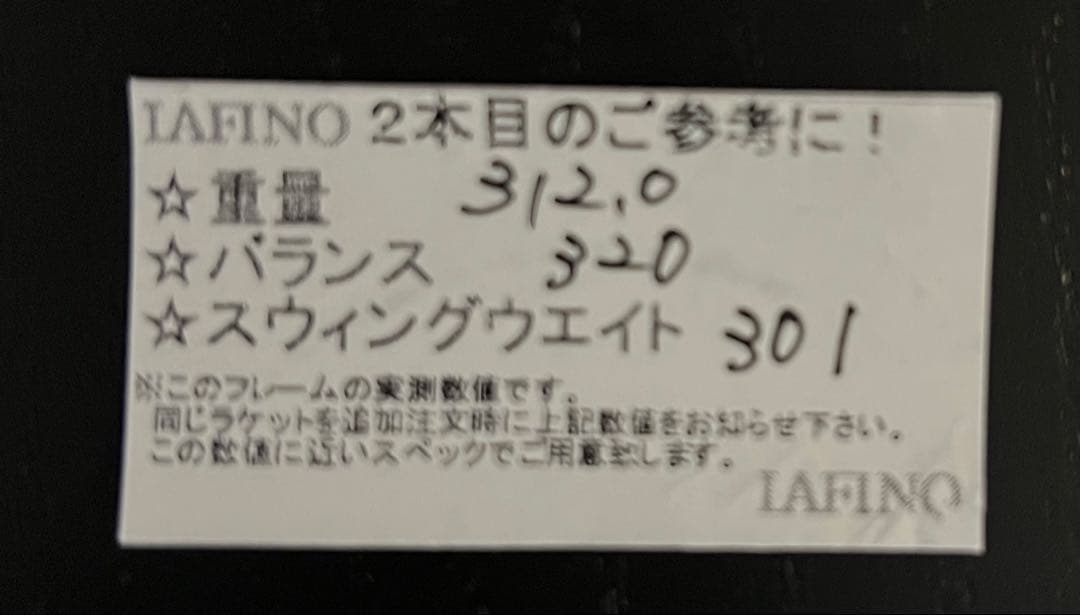 LAFINO 2本目のご参考に！
☆重量 312.0
☆バランス 320
☆スウィングウエイト 301
※このフレームの実測数値です。
同じラケットを追加注文時に上記数値をお知らせ下さい。
この数値に近いスペックでご用意致します。
LAFINO